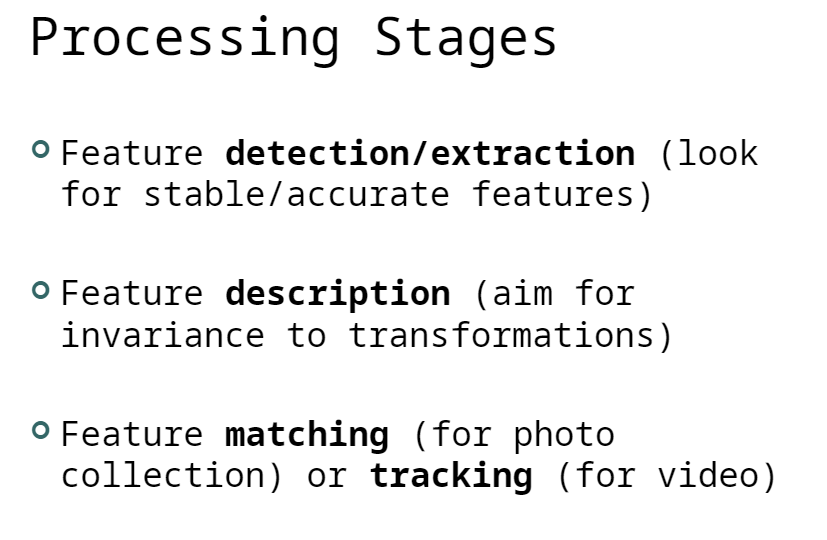 Processing Stages
Feature detection/extraction (look
for stable/accurate features)
Feature description (aim for
invariance to transformations)
Feature matching (for photo
collection) or tracking (for video)